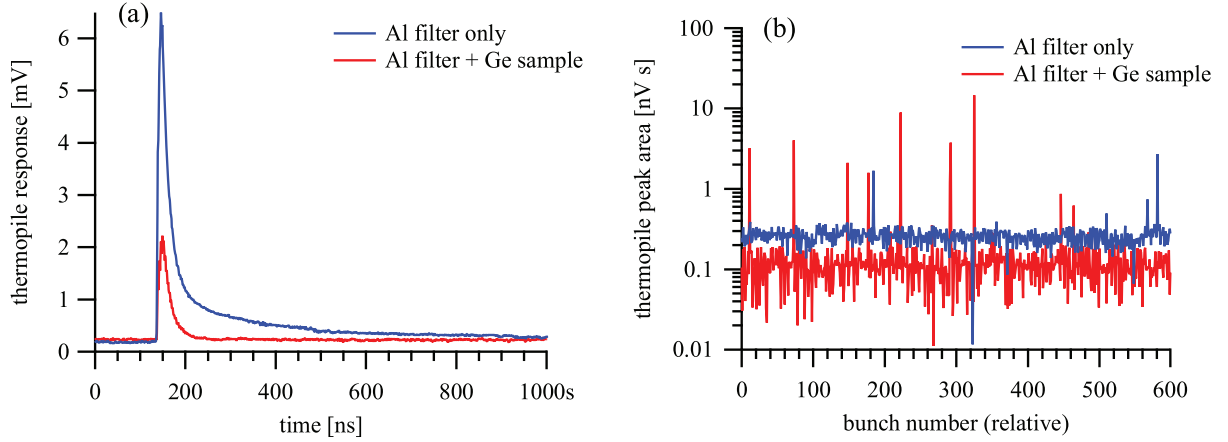 (a)
Al filter only
Al filter + Ge sample
thermopile response [mV]
6
5
4
3
2
1
0
0 200 400 600 800 1000s
time [ns]
(b)
Al filter only
Al filter + Ge sample
thermopile peak area [nV s]
100
10
1
0.1
0.01
0 100 200 300 400 500 600
bunch number (relative)